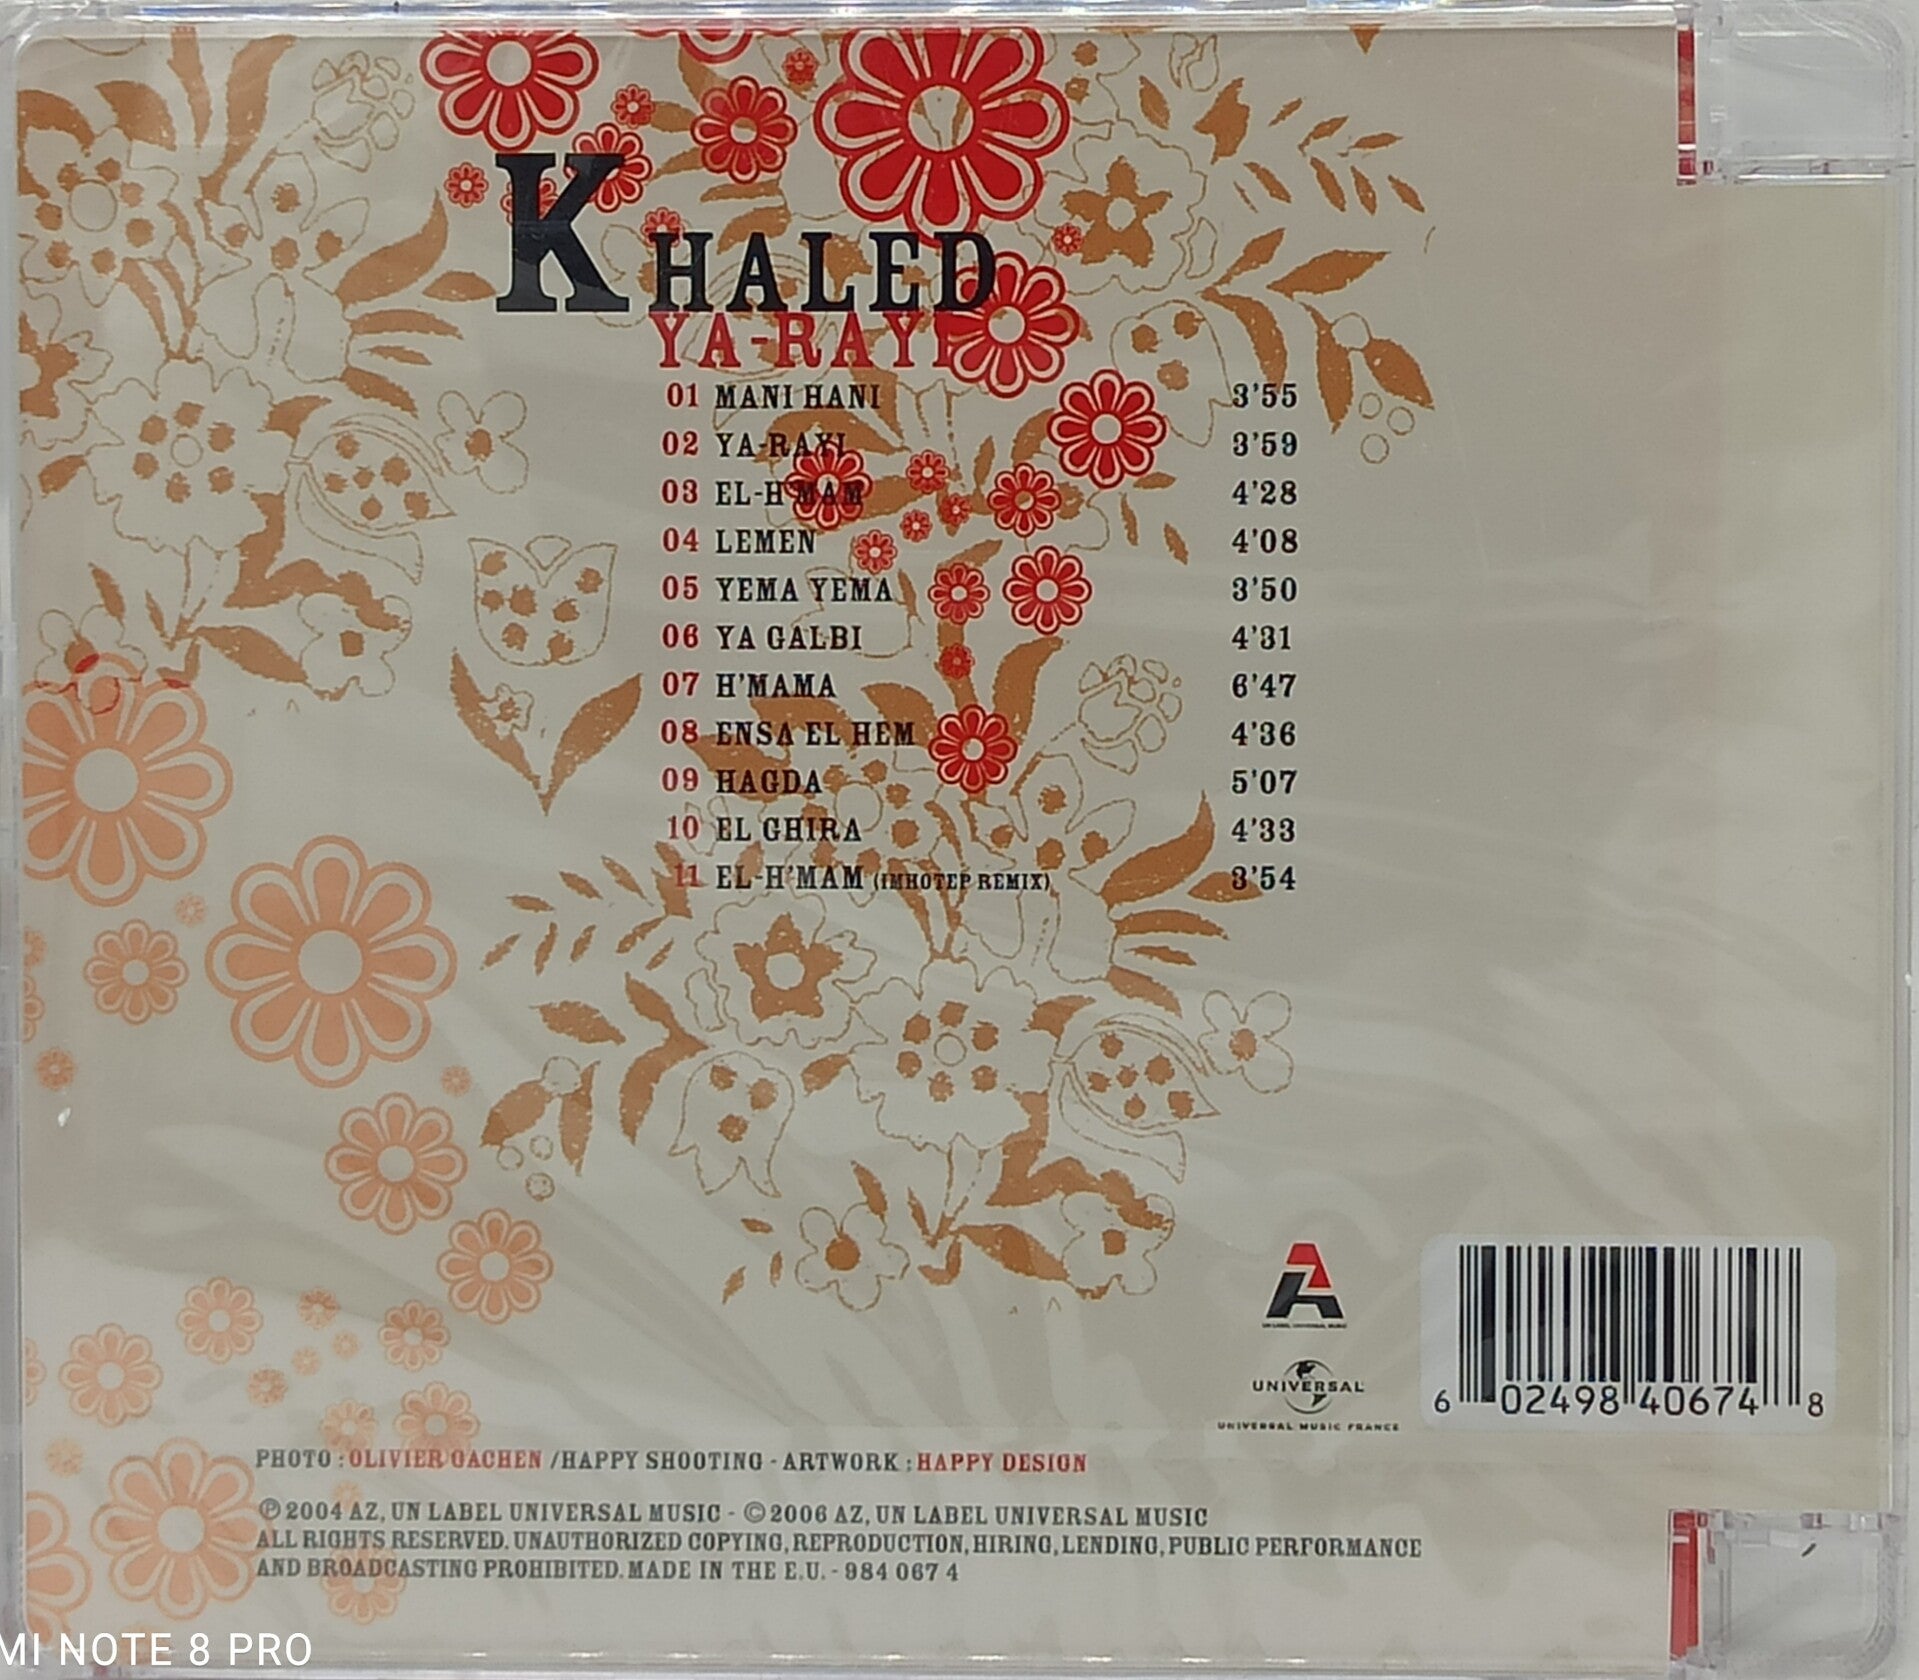 KHALED
YA-RAYI
01 MANI HANI 3'55
02 YA-RAYI 3'59
03 EL-H'MAM 4'28
04 LEMEN 4'08
05 YEMA YEMA 3'50
06 YA GALBI 4'31
07 H'MAMA 6'47
08 ENSA EL HEM 4'36
09 HAGDA 5'07
10 EL GHIRA 4'33
11 EL-H'MAM (IMHOTEP REMIX) 3'54
UN LABEL UNIVERSAL MUSIC
UNIVERSAL
UNIVERSAL MUSIC FRANCE
6 02498 40674 8
PHOTO : OLIVIER GACHEN / HAPPY SHOOTING - ARTWORK : HAPPY DESIGN
℗ 2004 AZ, UN LABEL UNIVERSAL MUSIC - © 2006 AZ, UN LABEL UNIVERSAL MUSIC
ALL RIGHTS RESERVED. UNAUTHORIZED COPYING, REPRODUCTION, HIRING, LENDING, PUBLIC PERFORMANCE
AND BROADCASTING PROHIBITED. MADE IN THE E.U. - 984 067 4
MI NOTE 8 PRO